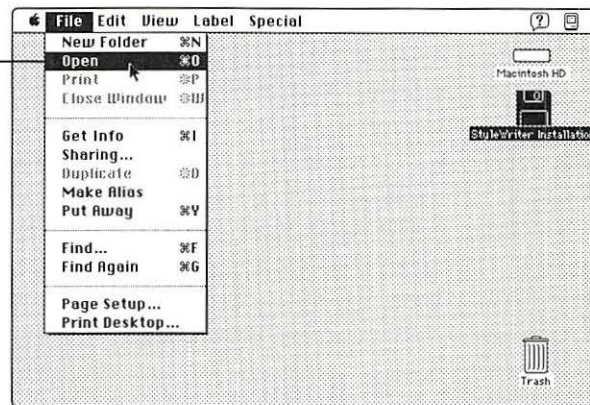 File Edit View Label Special
New Folder ⌘N
Open ⌘O
Print ⌘P
Close Window ⌘W
Get Info ⌘I
Sharing...
Duplicate ⌘D
Make Alias
Put Away ⌘Y
Find... ⌘F
Find Again ⌘G
Page Setup...
Print Desktop...
Macintosh HD
StyleWriter Installation
Trash